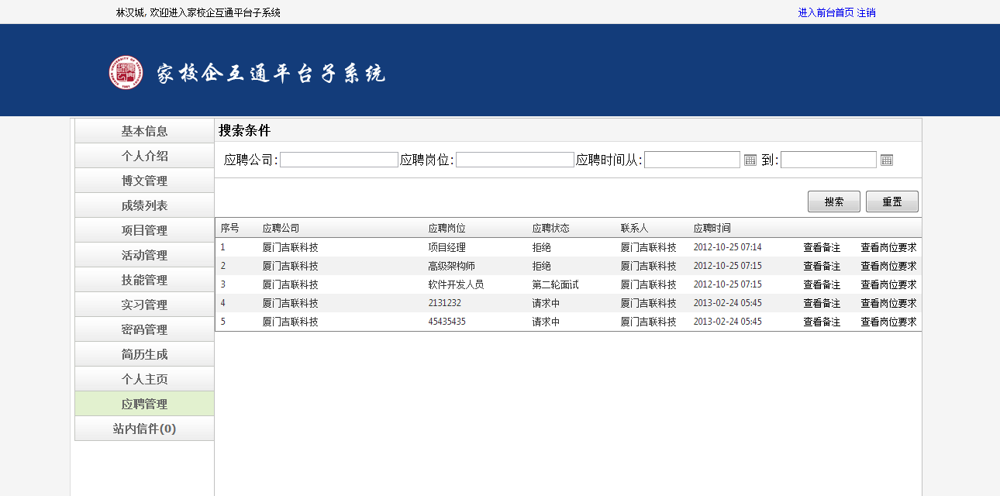 林汉城, 欢迎进入家校企互通平台子系统 进入前台首页 注销
家校企互通平台子系统
基本信息
个人介绍
博文管理
成绩列表
项目管理
活动管理
技能管理
实习管理
密码管理
简历生成
个人主页
应聘管理
站内信件(0)
搜索条件
应聘公司: 应聘岗位: 应聘时间从: 到:
搜索 重置
序号 应聘公司 应聘岗位 应聘状态 联系人 应聘时间
1 厦门吉联科技 项目经理 拒绝 厦门吉联科技 2012-10-25 07:14 查看备注 查看岗位要求
2 厦门吉联科技 高级架构师 拒绝 厦门吉联科技 2012-10-25 07:15 查看备注 查看岗位要求
3 厦门吉联科技 软件开发人员 第二轮面试 厦门吉联科技 2012-10-25 07:15 查看备注 查看岗位要求
4 厦门吉联科技 2131232 请求中 厦门吉联科技 2013-02-24 05:45 查看备注 查看岗位要求
5 厦门吉联科技 45435435 请求中 厦门吉联科技 2013-02-24 05:45 查看备注 查看岗位要求